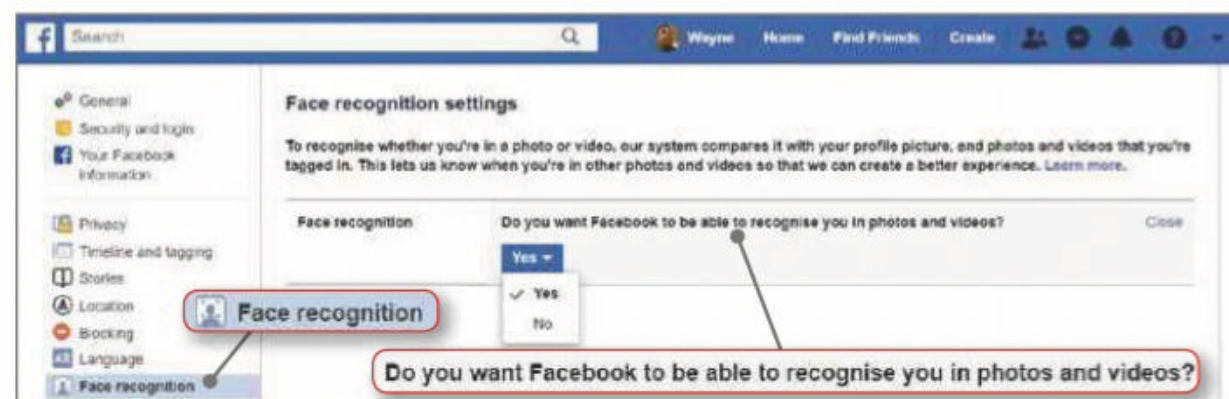 f
Search
Wayne Home Find Friends Create
General
Security and login
Your Facebook
information
Privacy
Timeline and tagging
Stories
Location
Blocking
Language
Face recognition
Face recognition settings
To recognise whether you're in a photo or video, our system compares it with your profile picture, and photos and videos that you're
tagged in. This lets us know when you're in other photos and videos so that we can create a better experience. Learn more.
Face recognition
Do you want Facebook to be able to recognise you in photos and videos?
Close
Yes
Yes
No
Face recognition
Do you want Facebook to be able to recognise you in photos and videos?